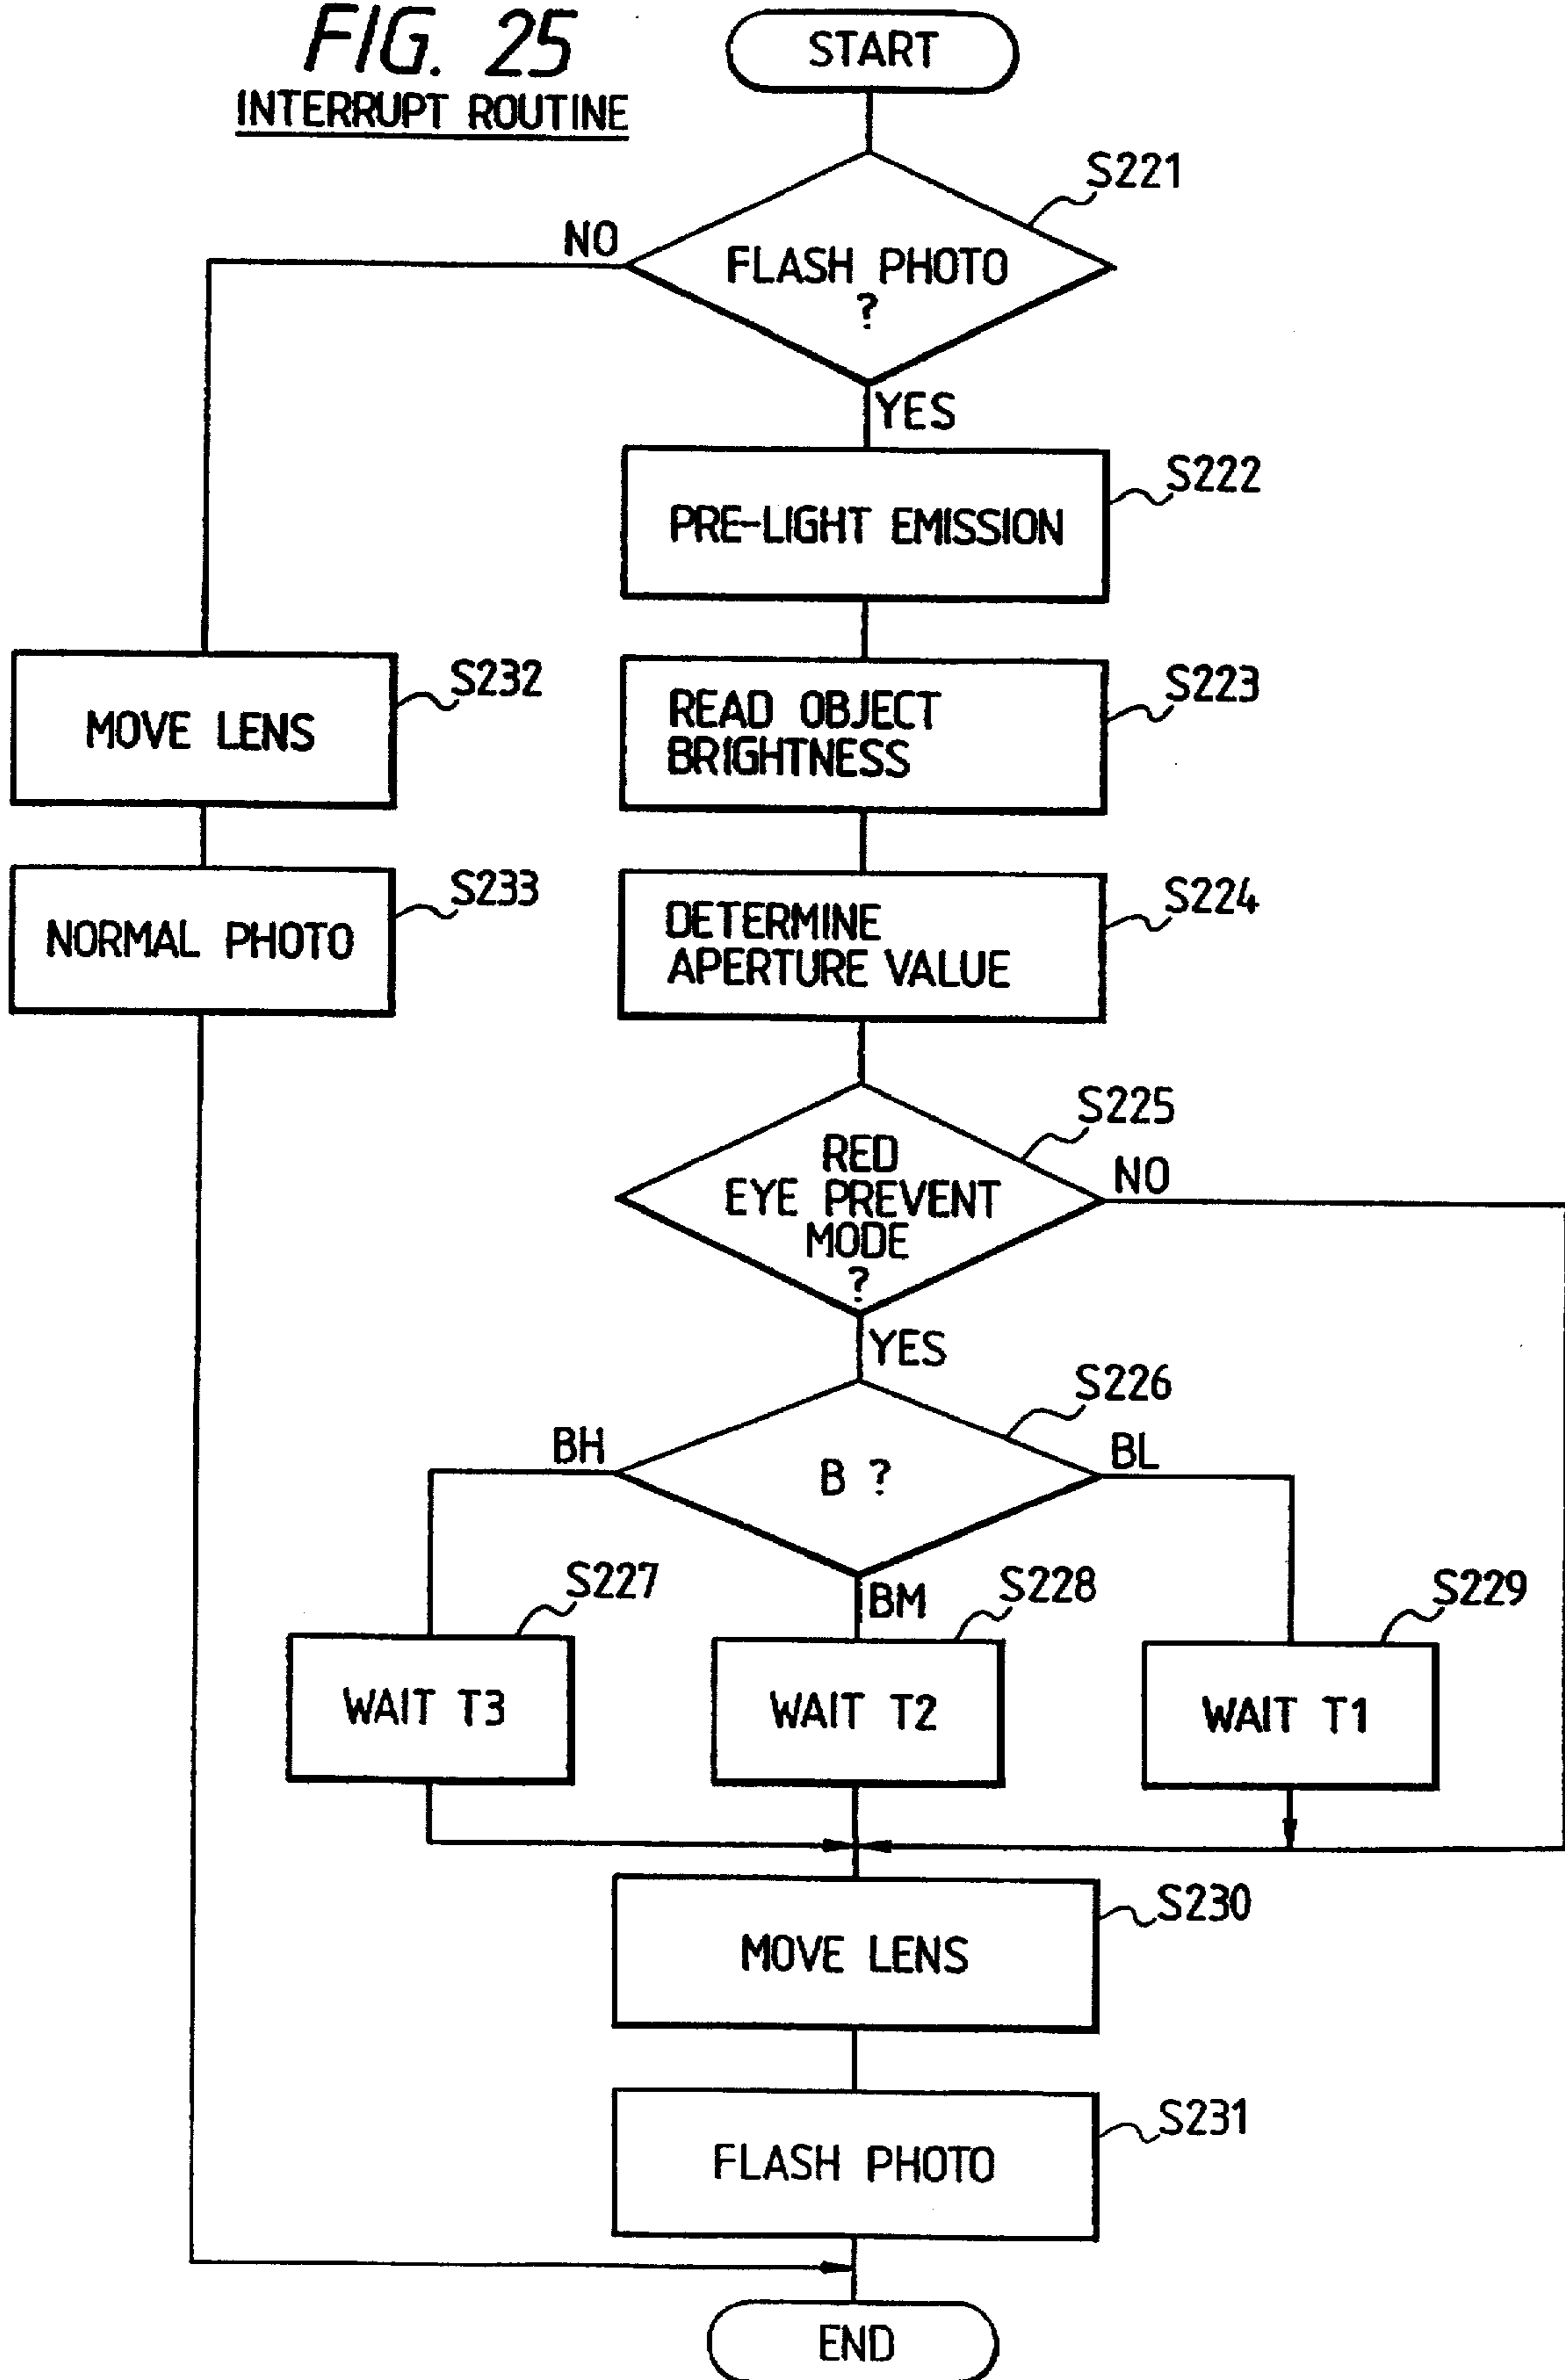 FIG. 25
INTERRUPT ROUTINE
START
S221
NO
FLASH PHOTO
?
YES
S222
PRE-LIGHT EMISSION
S232
MOVE LENS
S223
READ OBJECT
BRIGHTNESS
S233
NORMAL PHOTO
S224
DETERMINE
APERTURE VALUE
S225
RED
EYE PREVENT
MODE
?
NO
YES
S226
BH
B ?
BL
S227
BM
S228
S229
WAIT T3
WAIT T2
WAIT T1
S230
MOVE LENS
S231
FLASH PHOTO
END